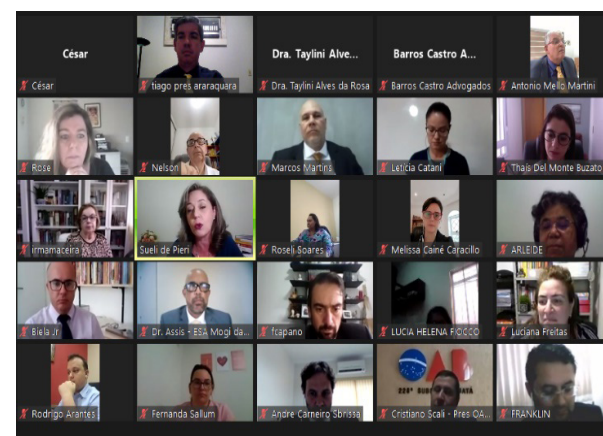 César
Dra. Taylini Alve...
Barros Castro A...
César
tiago pres araraquara
Dra. Taylini Alves da Rosa
Barros Castro Advogados
Antonio Mello Martini
Rose
Nelson
Marcos Martins
Letícia Catani
Thaís Del Monte Buzato
irmamaceira
Sueli de Pieri
Roseli Soares
Melissa Cainé Caracillo
ARLEIDE
Biela Jr
Dr. Assis - ESA Mogi da...
fcapano
LUCIA HELENA FIOCCO
Luciana Freitas
OAB
Rodrigo Arantes
Fernanda Sallum
Andre Carneiro Sbrissa
Cristiano Scali - Pres OA...
FRANKLIN